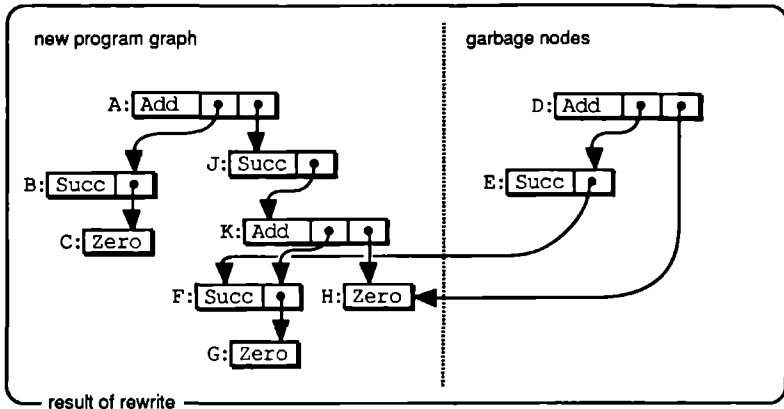 new program graph
garbage nodes
A: Add
D: Add
J: Succ
B: Succ
E: Succ
C: Zero
K: Add
F: Succ
H: Zero
G: Zero
result of rewrite